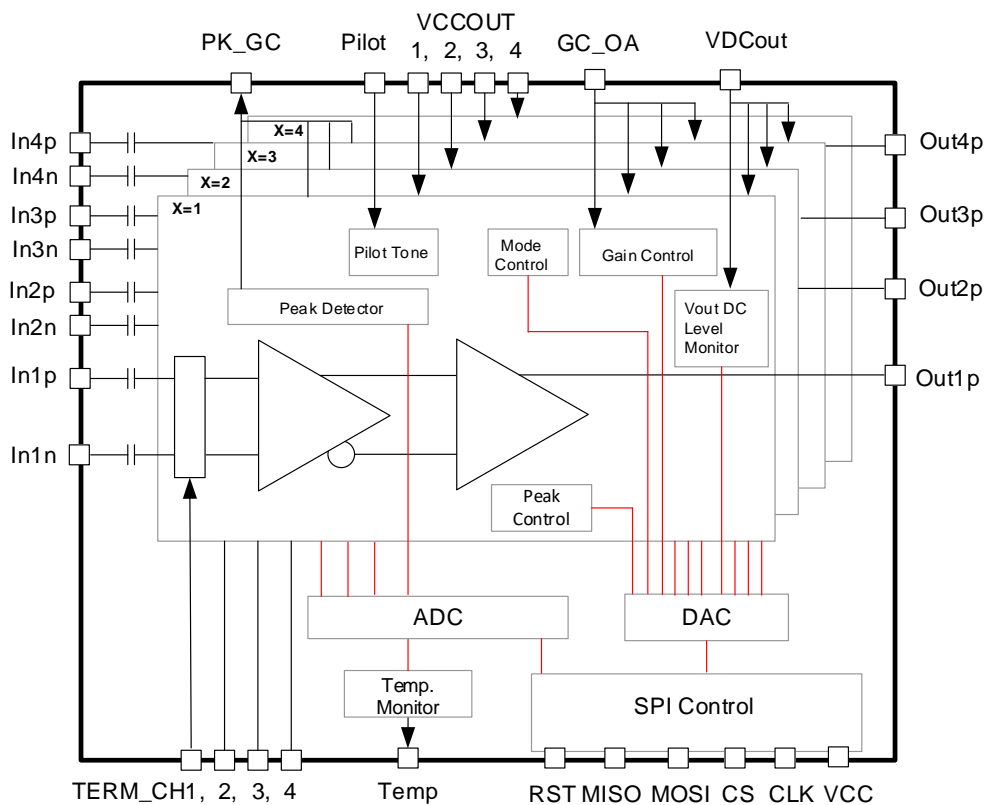 VCCOUT
PK_GC
Pilot
1, 2, 3, 4
GC_OA
VDCout
X=4
X=3
X=2
X=1
In4p
In4n
In3p
In3n
In2p
In2n
In1p
In1n
Out4p
Out3p
Out2p
Out1p
Pilot Tone
Mode
Control
Gain Control
Peak Detector
Vout DC
Level
Monitor
Peak
Control
ADC
DAC
Temp.
Monitor
SPI Control
TERM_CH1, 2, 3, 4
Temp
RST MISO MOSI CS CLK VCC